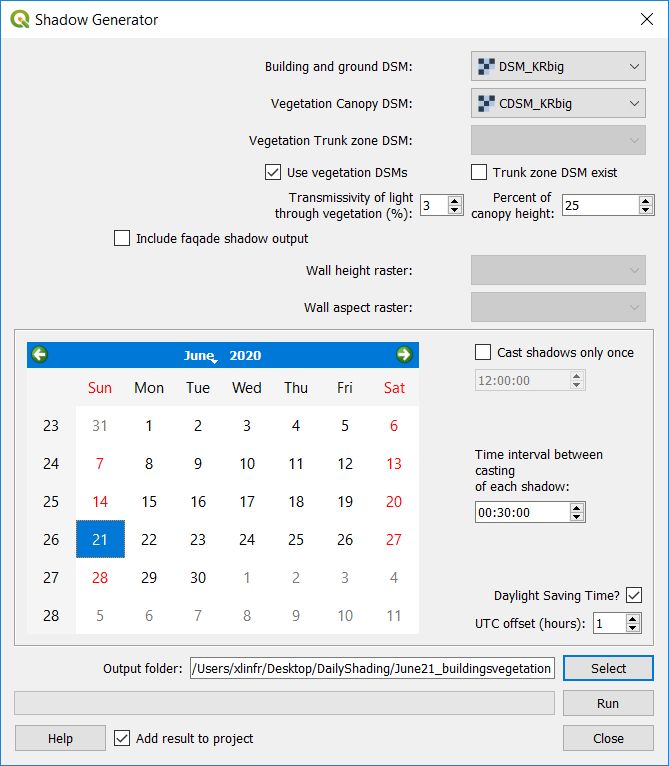 Shadow Generator
Building and ground DSM: DSM_KRbig
Vegetation Canopy DSM: CDSM_KRbig
Vegetation Trunk zone DSM:
Use vegetation DSMs
Trunk zone DSM exist
Transmissivity of light
through vegetation (%): 3
Percent of
canopy height: 25
Include façade shadow output
Wall height raster:
Wall aspect raster:
June 2020
Sun Mon Tue Wed Thu Fri Sat
23 31 1 2 3 4 5 6
24 7 8 9 10 11 12 13
25 14 15 16 17 18 19 20
26 21 22 23 24 25 26 27
27 28 29 30 1 2 3 4
28 5 6 7 8 9 10 11
Cast shadows only once
12:00:00
Time interval between
casting
of each shadow:
00:30:00
Daylight Saving Time?
UTC offset (hours): 1
Output folder: /Users/xlinfr/Desktop/DailyShading/June21_buildingsvegetation
Select
Run
Help
Add result to project
Close